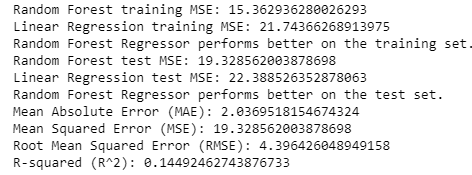 Random Forest training MSE: 15.362936280026293
Linear Regression training MSE: 21.74366268913975
Random Forest Regressor performs better on the training set.
Random Forest test MSE: 19.328562003878698
Linear Regression test MSE: 22.388526352878063
Random Forest Regressor performs better on the test set.
Mean Absolute Error (MAE): 2.0369518154674324
Mean Squared Error (MSE): 19.328562003878698
Root Mean Squared Error (RMSE): 4.396426048949158
R-squared (R^2): 0.14492462743876733